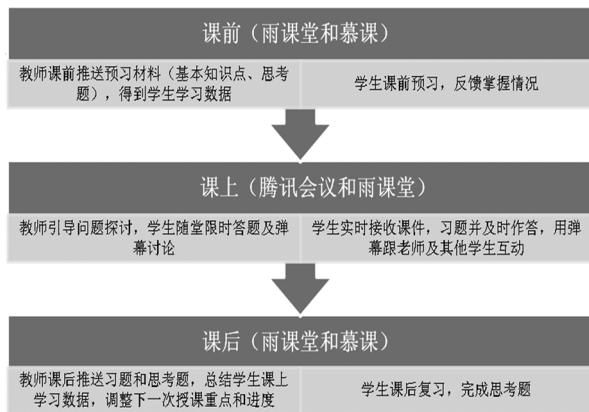 课前（雨课堂和慕课）
教师课前推送预习材料（基本知识点、思考
题），得到学生学习数据
学生课前预习，反馈掌握情况
课上（腾讯会议和雨课堂）
教师引导问题探讨，学生随堂限时答题及弹
幕讨论
学生实时接收课件，习题并及时作答，用弹
幕跟老师及其他学生互动
课后（雨课堂和慕课）
教师课后推送习题和思考题，总结学生课上
学习数据，调整下一次授课重点和进度
学生课后复习，完成思考题